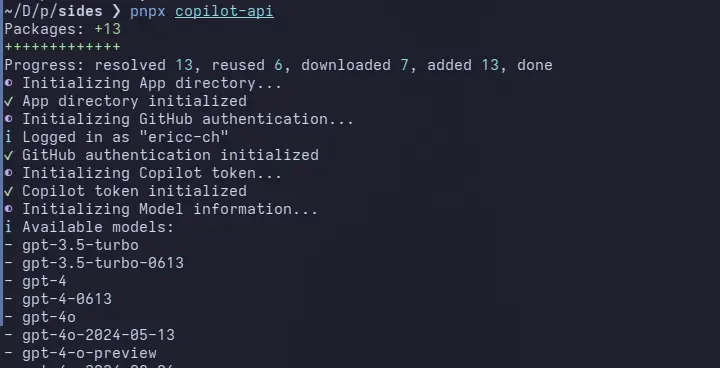 ~/D/p/sides ❯ pnpx copilot-api
Packages: +13
+++++++++++++
Progress: resolved 13, reused 6, downloaded 7, added 13, done
◐ Initializing App directory...
✓ App directory initialized
◐ Initializing GitHub authentication...
i Logged in as "ericc-ch"
✓ GitHub authentication initialized
◐ Initializing Copilot token...
✓ Copilot token initialized
◐ Initializing Model information...
i Available models:
- gpt-3.5-turbo
- gpt-3.5-turbo-0613
- gpt-4
- gpt-4-0613
- gpt-4o
- gpt-4o-2024-05-13
- gpt-4-o-preview